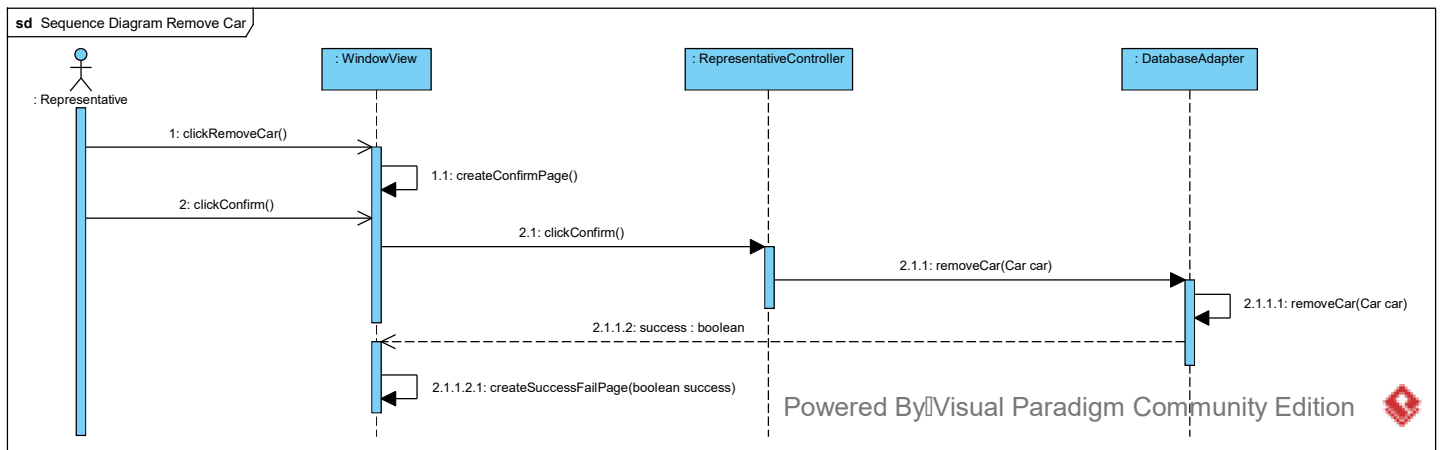 sd Sequence Diagram Remove Car
: Representative
: WindowView
: RepresentativeController
: DatabaseAdapter
1: clickRemoveCar()
1.1: createConfirmPage()
2: clickConfirm()
2.1: clickConfirm()
2.1.1: removeCar(Car car)
2.1.1.1: removeCar(Car car)
2.1.1.2: success : boolean
2.1.1.2.1: createSuccessFailPage(boolean success)
Powered By Visual Paradigm Community Edition